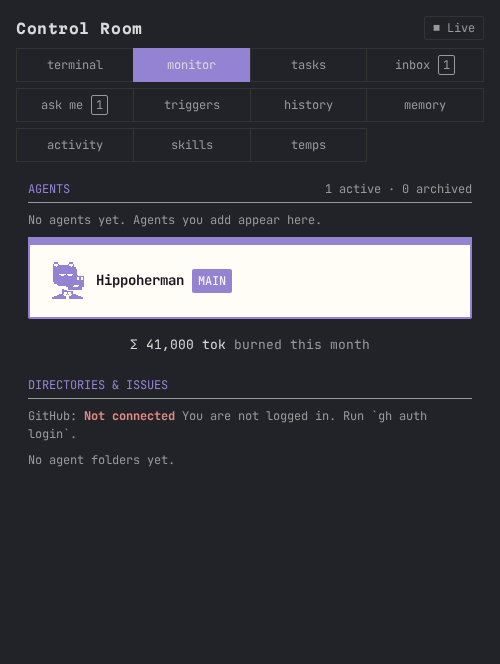 Control Room
Live
terminal
monitor
tasks
inbox 1
ask me 1
triggers
history
memory
activity
skills
temps
AGENTS
1 active · 0 archived
No agents yet. Agents you add appear here.
Hippoherman MAIN
Σ 41,000 tok burned this month
DIRECTORIES & ISSUES
GitHub: Not connected You are not logged in. Run `gh auth
login`.
No agent folders yet.